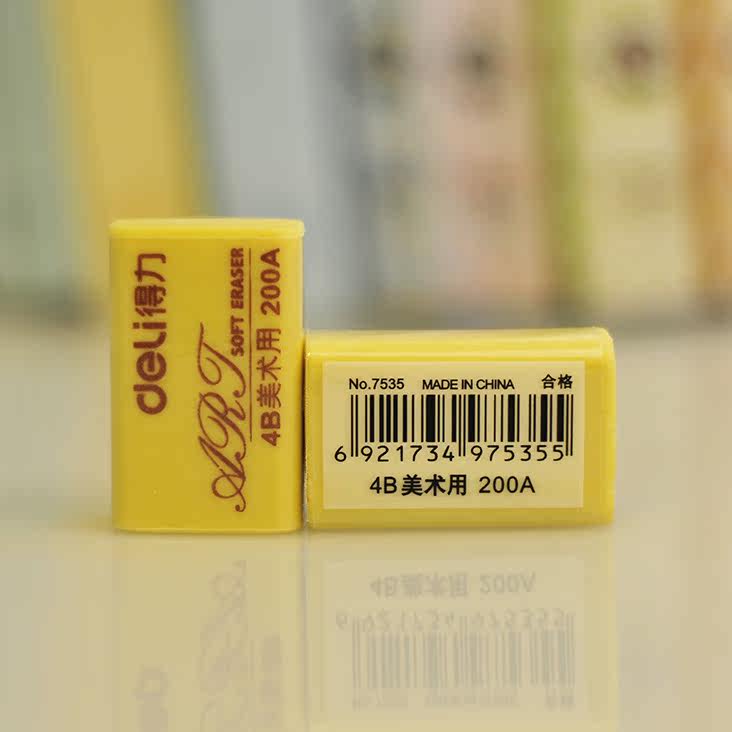 deli得力
ART
SOFT ERASER
4B美术用 200A
No.7535 MADE IN CHINA 合格
6 921734 975355
4B美术用 200A